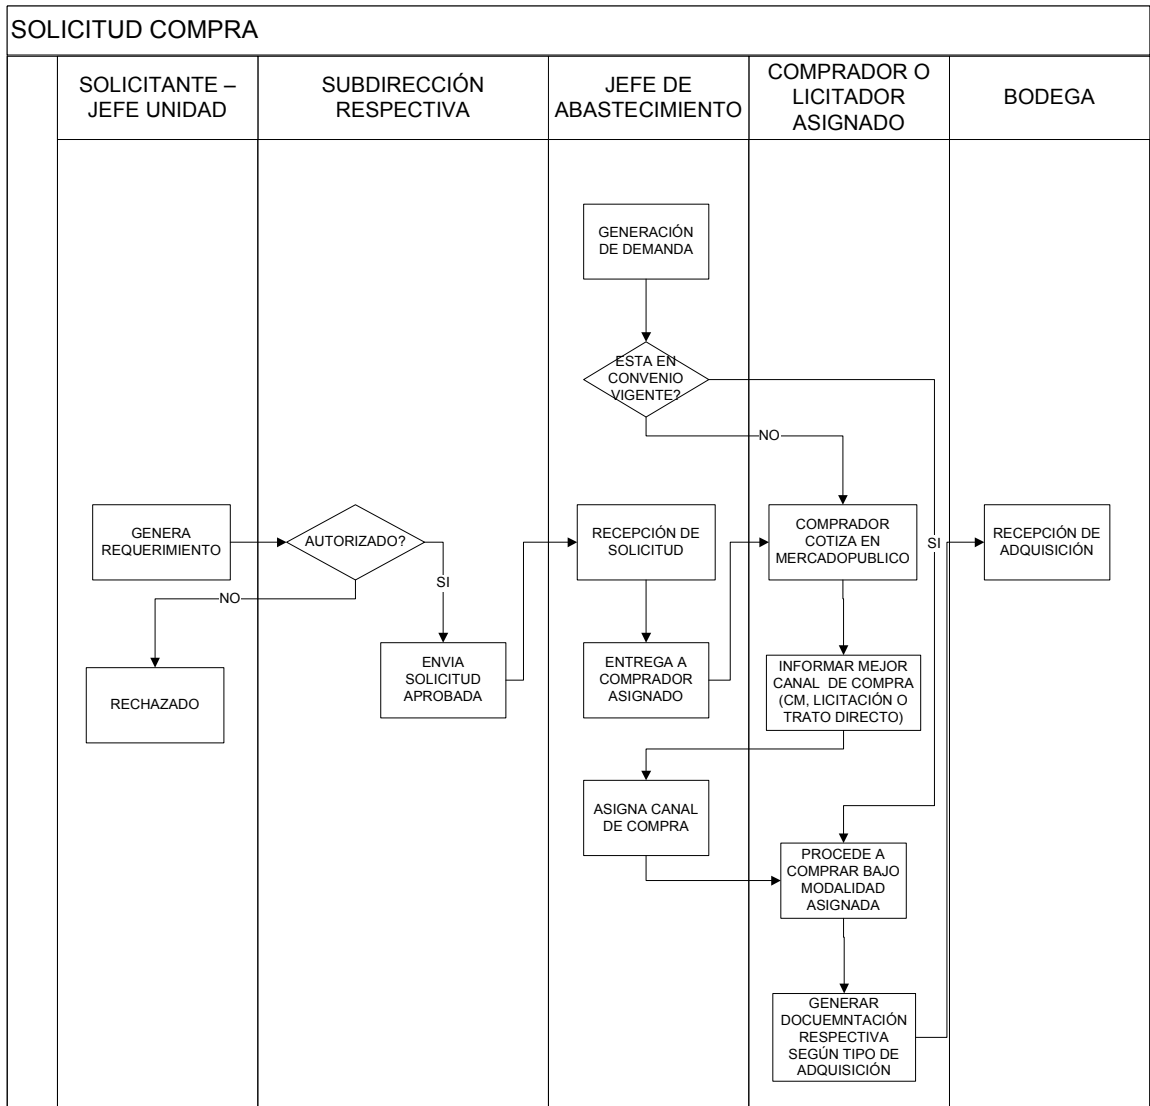 SOLICITUD COMPRA
SOLICITANTE –
JEFE UNIDAD
SUBDIRECCIÓN
RESPECTIVA
JEFE DE
ABASTECIMIENTO
COMPRADOR O
LICITADOR
ASIGNADO
BODEGA
GENERACIÓN
DE DEMANDA
ESTA EN
CONVENIO
VIGENTE?
NO
GENERA
REQUERIMIENTO
AUTORIZADO?
RECEPCIÓN DE
SOLICITUD
COMPRADOR
COTIZA EN
MERCADOPUBLICO
SI
RECEPCIÓN DE
ADQUISICIÓN
SI
NO
RECHAZADO
ENVIA
SOLICITUD
APROBADA
ENTREGA A
COMPRADOR
ASIGNADO
INFORMAR MEJOR
CANAL DE COMPRA
(CM, LICITACIÓN O
TRATO DIRECTO)
ASIGNA CANAL
DE COMPRA
PROCEDE A
COMPRAR BAJO
MODALIDAD
ASIGNADA
GENERAR
DOCUEMNTACIÓN
RESPECTIVA
SEGÚN TIPO DE
ADQUISICIÓN